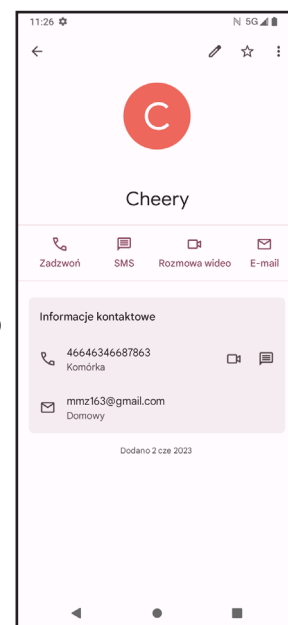 11:26 5G
C
Cheery
Zadzwoń SMS Rozmowa wideo E-mail
Informacje kontaktowe
46646346687863
Komórka
mmz163@gmail.com
Domowy
Dodano 2 cze 2023